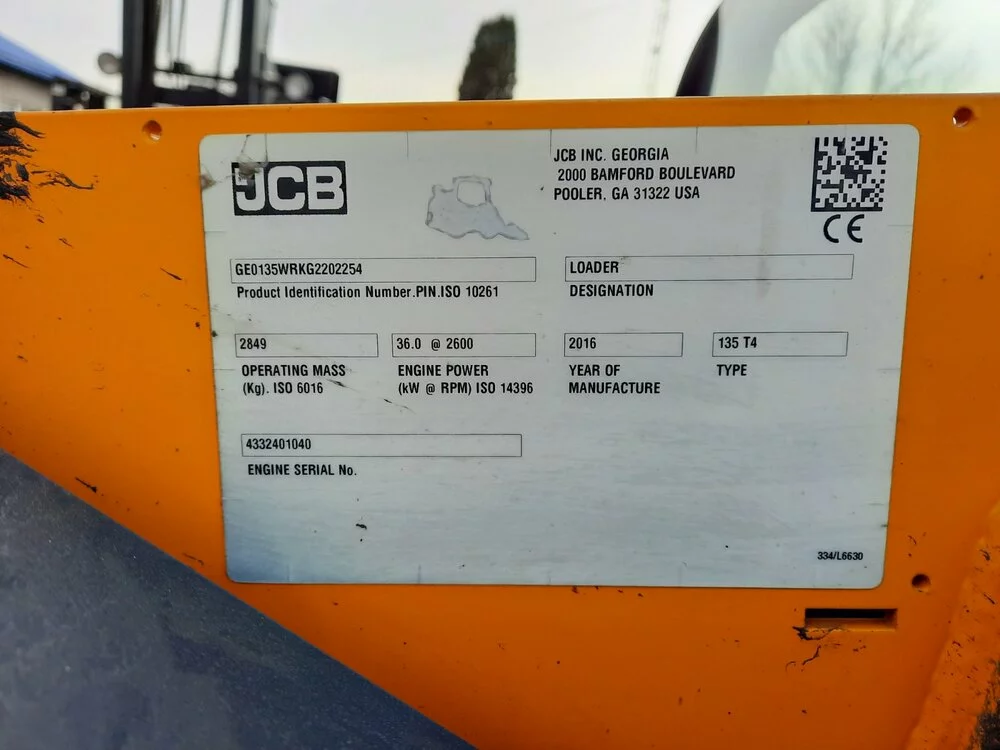 JCB
JCB INC. GEORGIA
2000 BAMFORD BOULEVARD
POOLER, GA 31322 USA
CE
GEO135WRKG2202254
Product Identification Number.PIN.ISO 10261
LOADER
DESIGNATION
2849
OPERATING MASS
(Kg). ISO 6016
36.0 @ 2600
ENGINE POWER
(kW @ RPM) ISO 14396
2016
YEAR OF
MANUFACTURE
135 T4
TYPE
4332401040
ENGINE SERIAL No.
334/L6630